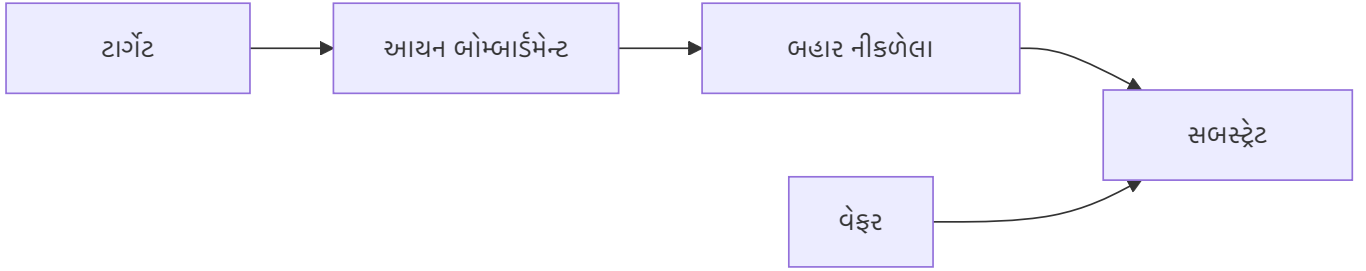 ટાર્ગેટ
આયન બોમ્બાર્ડમેન્ટ
બહાર નીકળેલા
સબસ્ટ્રેટ
વેફર